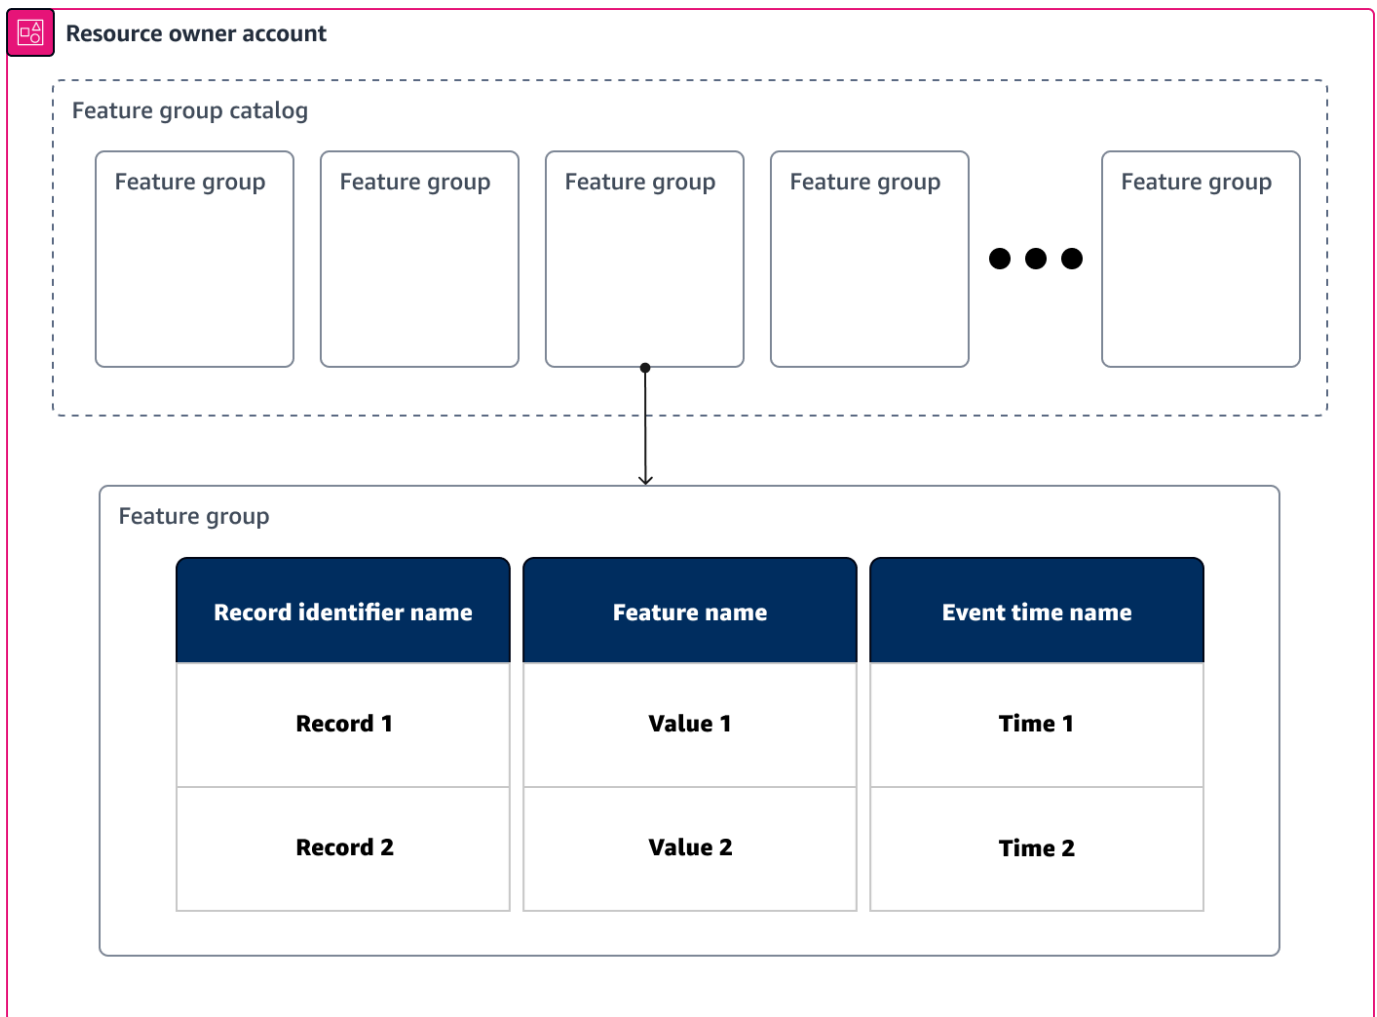 Resource owner account
Feature group catalog
Feature group
Feature group
Feature group
Feature group
Feature group
Feature group
Record identifier name
Feature name
Event time name
Record 1
Value 1
Time 1
Record 2
Value 2
Time 2